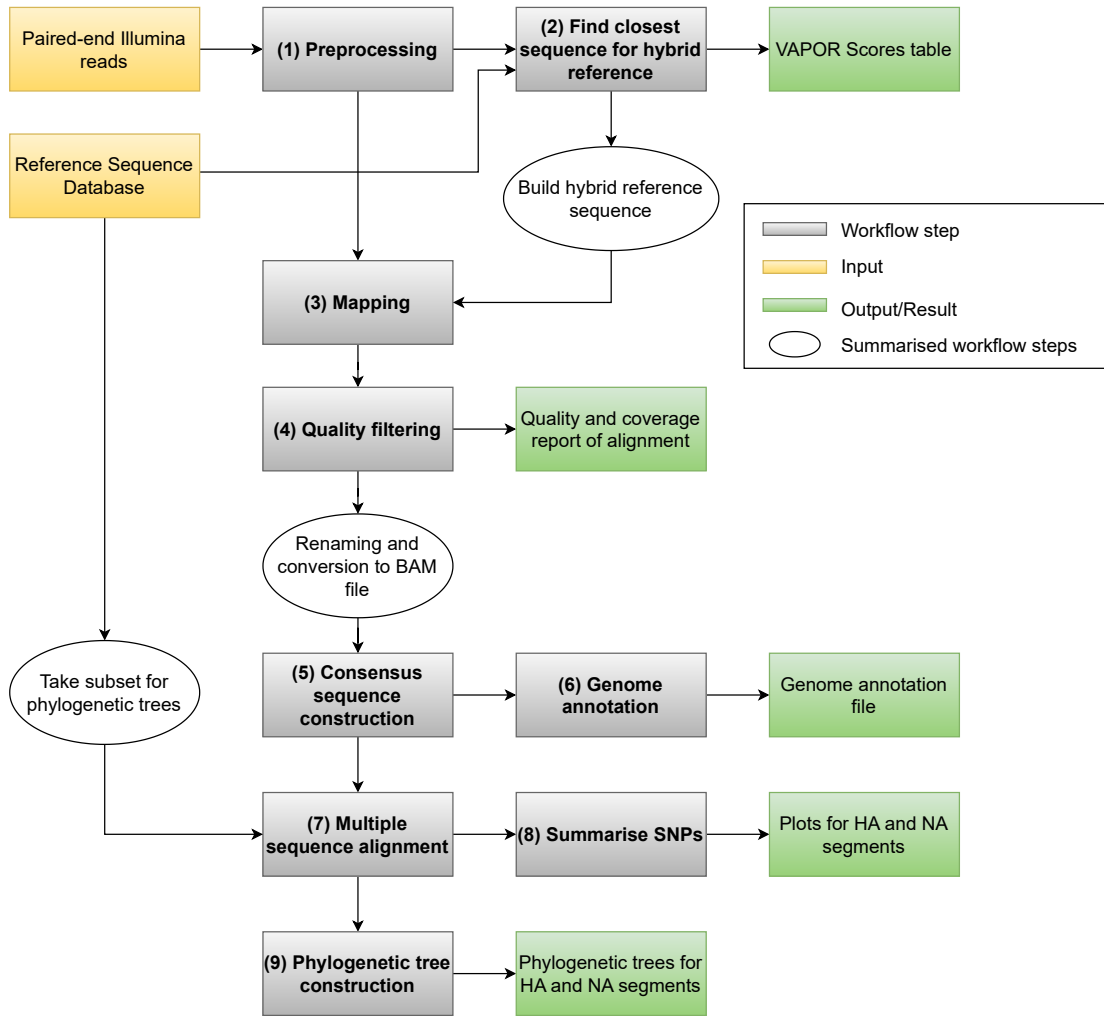 Paired-end Illumina
reads
(1) Preprocessing
(2) Find closest
sequence for hybrid
reference
VAPOR Scores table
Reference Sequence
Database
Build hybrid reference
sequence
Workflow step
Input
Output/Result
Summarised workflow steps
(3) Mapping
(4) Quality filtering
Quality and coverage
report of alignment
Renaming and
conversion to BAM
file
Take subset for
phylogenetic trees
(5) Consensus
sequence
construction
(6) Genome
annotation
Genome annotation
file
(7) Multiple
sequence alignment
(8) Summarise SNPs
Plots for HA and NA
segments
(9) Phylogenetic tree
construction
Phylogenetic trees for
HA and NA segments